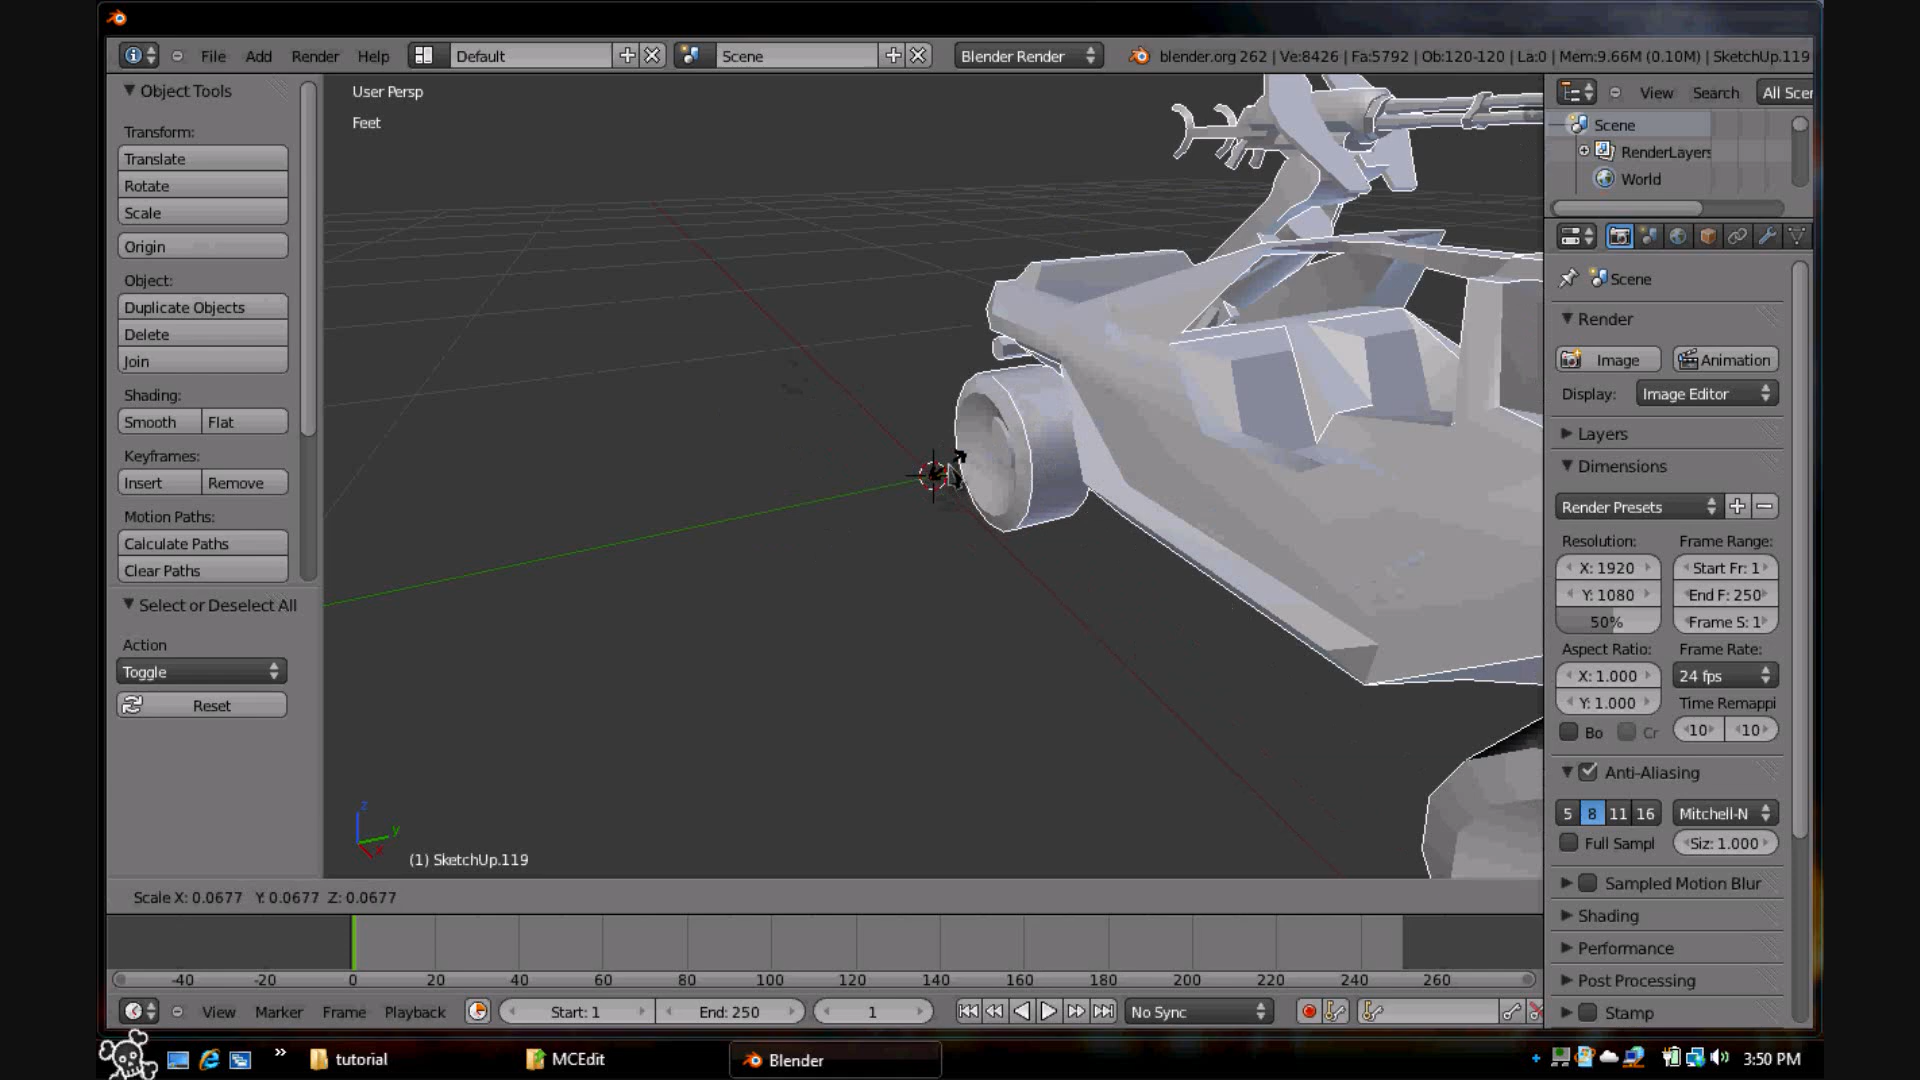 File Add Render Help Default Scene Blender Render blender.org 262 | Ve:8426 | Fa:5792 | Ob:120-120 | La:0 | Mem:9.66M (0.10M) | SketchUp.119
Object Tools
Transform:
Translate
Rotate
Scale
Origin
Object:
Duplicate Objects
Delete
Join
Shading:
Smooth Flat
Keyframes:
Insert Remove
Motion Paths:
Calculate Paths
Clear Paths
Select or Deselect All
Action
Toggle
Reset
User Persp
Feet
z
y
x
(1) SketchUp.119
Scale X: 0.0677 Y: 0.0677 Z: 0.0677
View Search All Scen
Scene
RenderLayers
World
Scene
Render
Image Animation
Display: Image Editor
Layers
Dimensions
Render Presets
Resolution: Frame Range:
X: 1920 Start Fr: 1
Y: 1080 End F: 250
50% Frame S: 1
Aspect Ratio: Frame Rate:
X: 1.000 24 fps
Y: 1.000 Time Remappi
Bo Cr 10 10
Anti-Aliasing
5 8 11 16 Mitchell-N
Full Sampl Siz: 1.000
Sampled Motion Blur
Shading
Performance
Post Processing
Stamp
-40 -20 0 20 40 60 80 100 120 140 160 180 200 220 240 260
View Marker Frame Playback Start: 1 End: 250 1 No Sync
» tutorial MCEdit Blender 3:50 PM